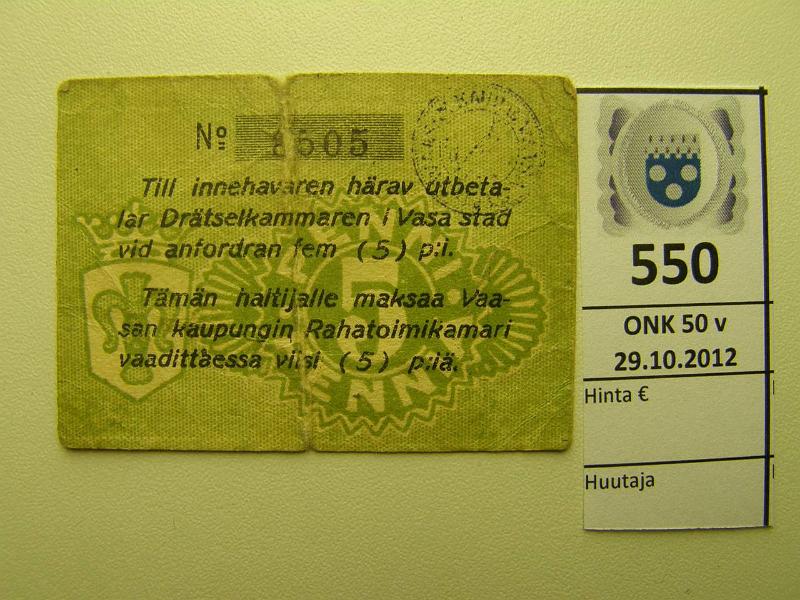 Nº 8505
Till innehavaren härav utbeta-
lar Drätselkammaren i Vasa stad
vid anfordran fem (5) p:i.
Tämän haltijalle maksaa Vaa-
san kaupungin Rahatoimikamari
vaadittaessa viisi (5) p:iä.
5
550
ONK 50 v
29.10.2012
Hinta €
Huutaja